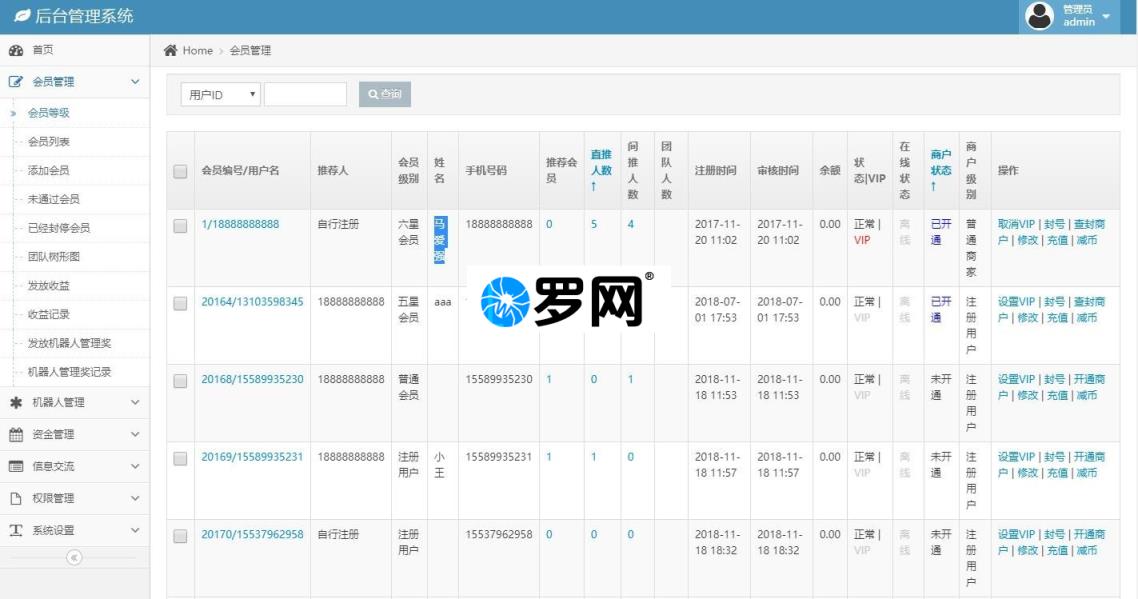 后台管理系统
管理员
admin
首页
会员管理
会员等级
会员列表
添加会员
未通过会员
已经封停会员
团队树形图
发放收益
收益记录
发放机器人管理奖
机器人管理奖记录
机器人管理
资金管理
信息交流
权限管理
系统设置
Home > 会员管理
用户ID 查询
会员编号/用户名 推荐人 会员级别 姓名 手机号码 推荐会员 直推人数↑ 间推人数 团队人数 注册时间 审核时间 余额 状态|VIP 在线状态 商户状态↑ 商户级别 操作
1/18888888888 自行注册 六星会员 马爱强 18888888888 0 5 4 2017-11-20 11:02 2017-11-20 11:02 0.00 正常 | VIP 离线 已开通 普通商家 取消VIP | 封号 | 查封商户 | 修改 | 充值 | 减币
罗网®
20164/13103598345 18888888888 五星会员 aaa 2018-07-01 17:53 2018-07-01 17:53 0.00 正常 | VIP 离线 已开通 注册用户 设置VIP | 封号 | 查封商户 | 修改 | 充值 | 减币
20168/15589935230 18888888888 普通会员 15589935230 1 0 1 2018-11-18 11:53 2018-11-18 11:53 0.00 正常 | VIP 离线 未开通 注册用户 设置VIP | 封号 | 开通商户 | 修改 | 充值 | 减币
20169/15589935231 18888888888 注册用户 小王 15589935231 1 1 0 2018-11-18 11:57 2018-11-18 11:57 0.00 正常 | VIP 离线 未开通 注册用户 设置VIP | 封号 | 开通商户 | 修改 | 充值 | 减币
20170/15537962958 自行注册 注册用户 15537962958 0 0 0 2018-11-18 18:32 2018-11-18 18:32 0.00 正常 | VIP 离线 未开通 注册用户 设置VIP | 封号 | 开通商户 | 修改 | 充值 | 减币